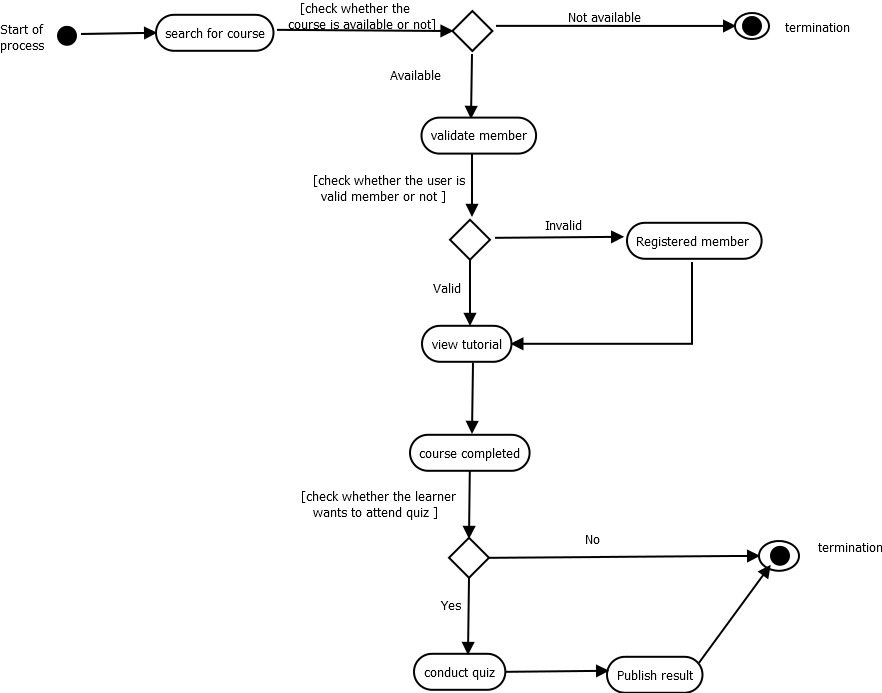 Start of
process
search for course
[check whether the
course is available or not]
Not available
termination
Available
validate member
[check whether the user is
valid member or not ]
Invalid
Registered member
Valid
view tutorial
course completed
[check whether the learner
wants to attend quiz ]
No
termination
Yes
conduct quiz
Publish result